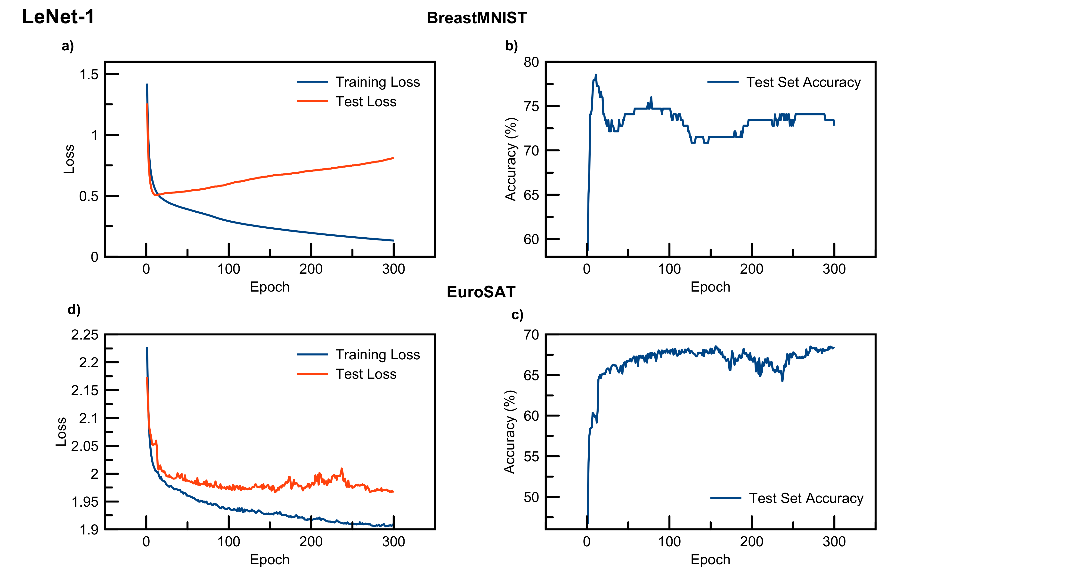 LeNet-1
BreastMNIST
a)
1.5
1
0.5
0
Loss
Training Loss
Test Loss
0 100 200 300
Epoch
b)
80
75
70
65
60
Accuracy (%)
Test Set Accuracy
0 100 200 300
Epoch
EuroSAT
d)
2.25
2.2
2.15
2.1
2.05
2
1.95
1.9
Loss
Training Loss
Test Loss
0 100 200 300
Epoch
c)
70
65
60
55
50
Accuracy (%)
Test Set Accuracy
0 100 200 300
Epoch